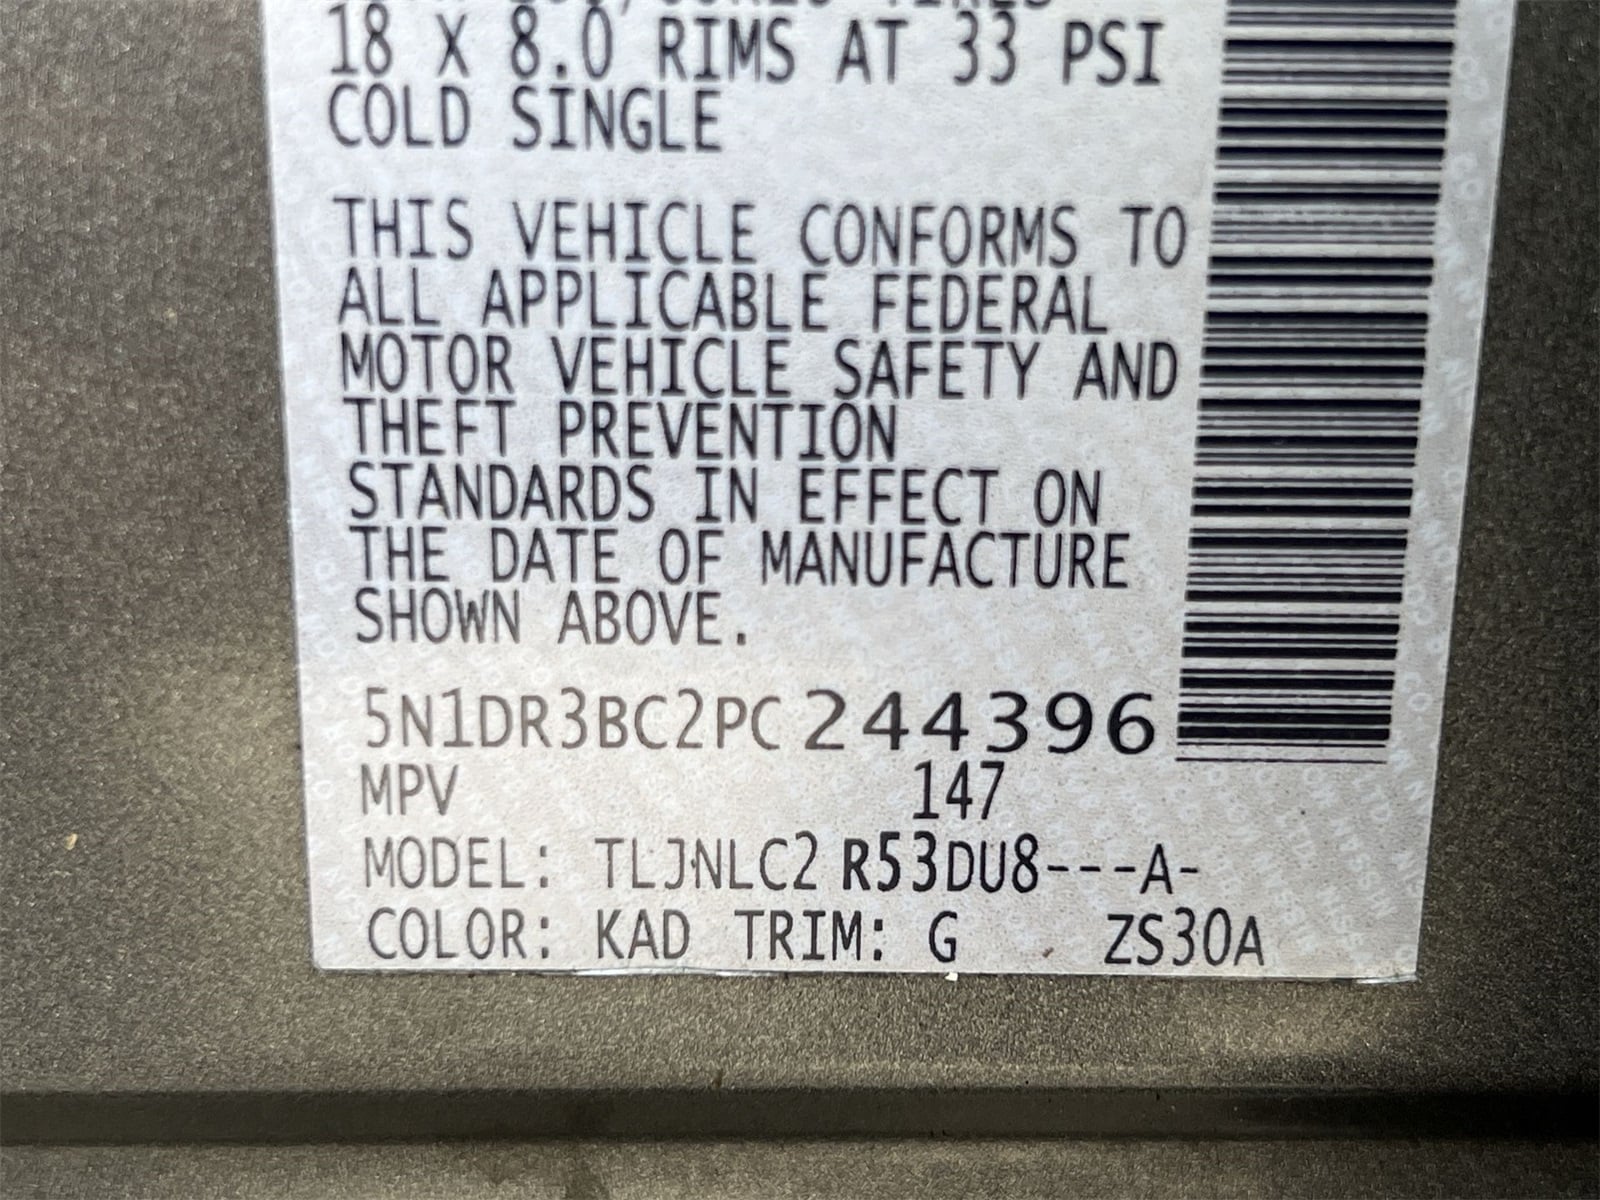 18 X 8.0 RIMS AT 33 PSI
COLD SINGLE
THIS VEHICLE CONFORMS TO
ALL APPLICABLE FEDERAL
MOTOR VEHICLE SAFETY AND
THEFT PREVENTION
STANDARDS IN EFFECT ON
THE DATE OF MANUFACTURE
SHOWN ABOVE.
5N1DR3BC2PC244396
MPV 147
MODEL: TLJNLC2 R53DU8---A-
COLOR: KAD TRIM: G ZS30A